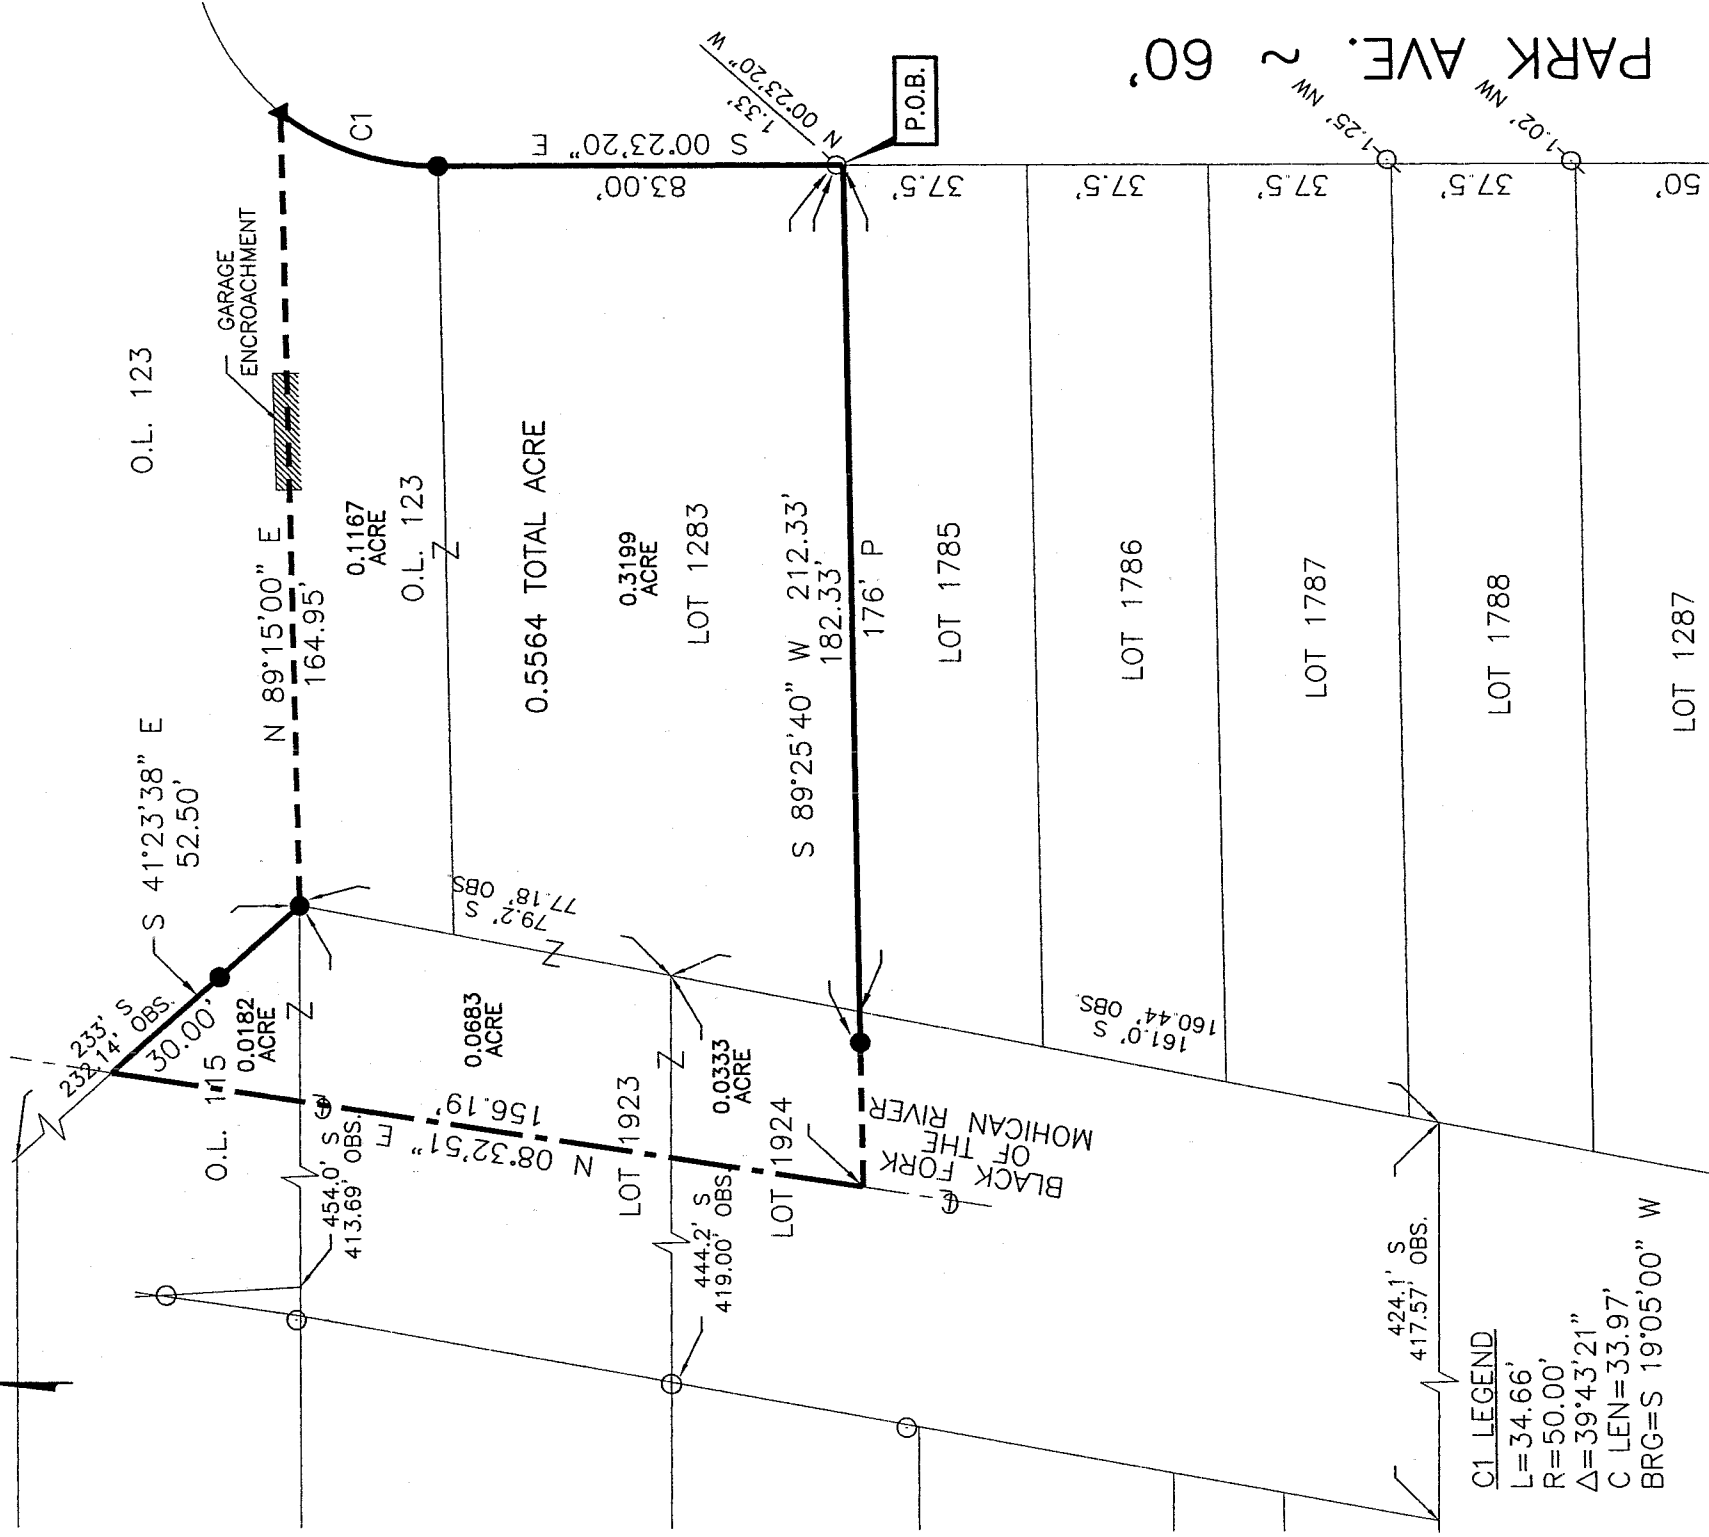 PARK AVE. ~ 60'
C1
S 00°23'20" E
83.00'
N 00°23'20" W
1.33'
P.O.B.
1.25' NW
1.02' NW
37.5'
37.5'
37.5'
37.5'
50'
GARAGE
ENCROACHMENT
O.L. 123
N 89°15'00" E
164.95'
0.1167
ACRE
O.L. 123
0.5564 TOTAL ACRE
0.3199
ACRE
LOT 1283
S 89°25'40" W 212.33'
182.33'
176' P
LOT 1785
LOT 1786
LOT 1787
LOT 1788
LOT 1287
S 41°23'38" E
52.50'
233' S
232.14' OBS.
30.00'
0.0182
ACRE
O.L. 115
79.2' S
77.18' OBS
0.0683
ACRE
LOT 1923
0.0333
ACRE
LOT 1924
N 08°32'51" E
156.19'
161.0' S
160.44' OBS.
BLACK FORK
OF THE
MOHICAN RIVER
454.0' S
413.69' OBS.
444.2' S
419.00' OBS.
424.1' S
417.57' OBS.
C1 LEGEND
L=34.66'
R=50.00'
Δ=39°43'21"
C LEN=33.97'
BRG=S 19°05'00" W